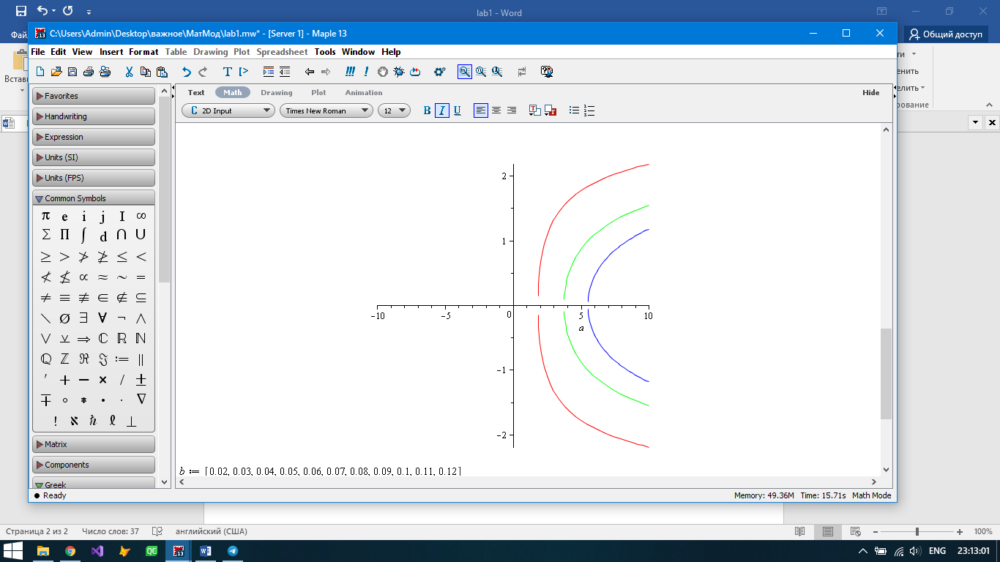 lab1 - Word
Фай
Общий доступ
C:\Users\Admin\Desktop\важное\МатМод\lab1.mw* - [Server 1] - Maple 13
File Edit View Insert Format Table Drawing Plot Spreadsheet Tools Window Help
Встав
Text Math Drawing Plot Animation Hide
C 2D Input Times New Roman 12 B I U
Favorites
Handwriting
Expression
Units (SI)
Units (FPS)
Common Symbols
π e i j I ∞
Σ Π ∫ d ∩ ∪
≥ > ≯ ≱ ≤ <
≮ ≰ ∝ ≈ ~ =
≠ ≡ ≢ ∈ ∉ ⊆
\ Ø ∃ ∀ ¬ ∧
∨ ⊻ ⇒ ℂ ℝ ℕ
ℚ ℤ ℜ ℑ := ∥
′ + − × / ±
∓ ∘ * • · ∇
! ℵ ℏ ℓ ⊥
Matrix
Components
Greek
2
1
-10 -5 0 5 10
a
-1
-2
b := [0.02, 0.03, 0.04, 0.05, 0.06, 0.07, 0.08, 0.09, 0.1, 0.11, 0.12]
Ready
Memory: 49.36M Time: 15.71s Math Mode
ти
енить
елить
рование
Страница 2 из 2 Число слов: 37 английский (США) 100%
QC
13
ENG 23:13:01